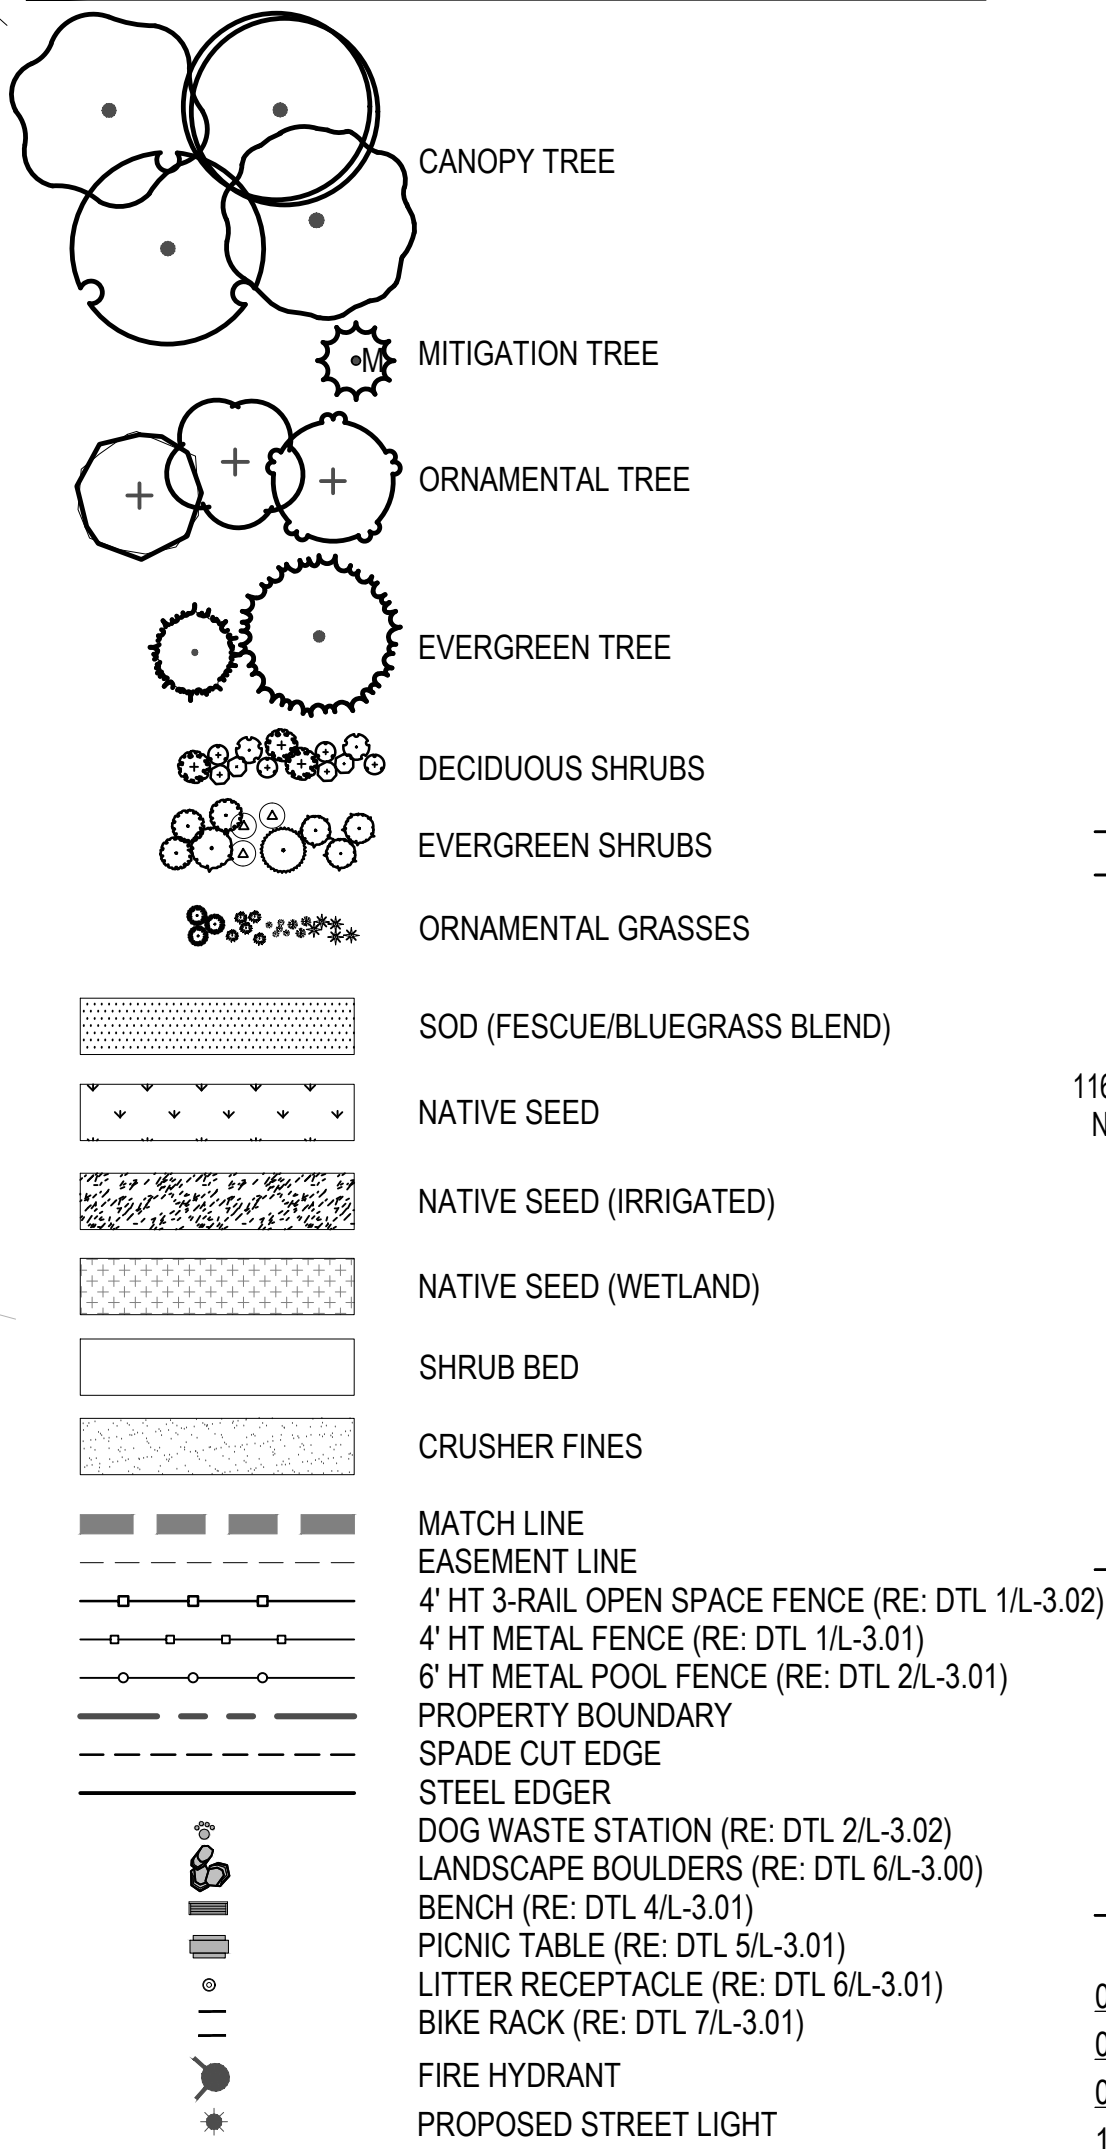 CANOPY TREE
M
MITIGATION TREE
ORNAMENTAL TREE
EVERGREEN TREE
DECIDUOUS SHRUBS
EVERGREEN SHRUBS
ORNAMENTAL GRASSES
SOD (FESCUE/BLUEGRASS BLEND)
116
NATIVE SEED
N
NATIVE SEED (IRRIGATED)
NATIVE SEED (WETLAND)
SHRUB BED
CRUSHER FINES
MATCH LINE
EASEMENT LINE
4' HT 3-RAIL OPEN SPACE FENCE (RE: DTL 1/L-3.02)
4' HT METAL FENCE (RE: DTL 1/L-3.01)
6' HT METAL POOL FENCE (RE: DTL 2/L-3.01)
PROPERTY BOUNDARY
SPADE CUT EDGE
STEEL EDGER
DOG WASTE STATION (RE: DTL 2/L-3.02)
LANDSCAPE BOULDERS (RE: DTL 6/L-3.00)
BENCH (RE: DTL 4/L-3.01)
PICNIC TABLE (RE: DTL 5/L-3.01)
LITTER RECEPTACLE (RE: DTL 6/L-3.01)
BIKE RACK (RE: DTL 7/L-3.01)
FIRE HYDRANT
PROPOSED STREET LIGHT